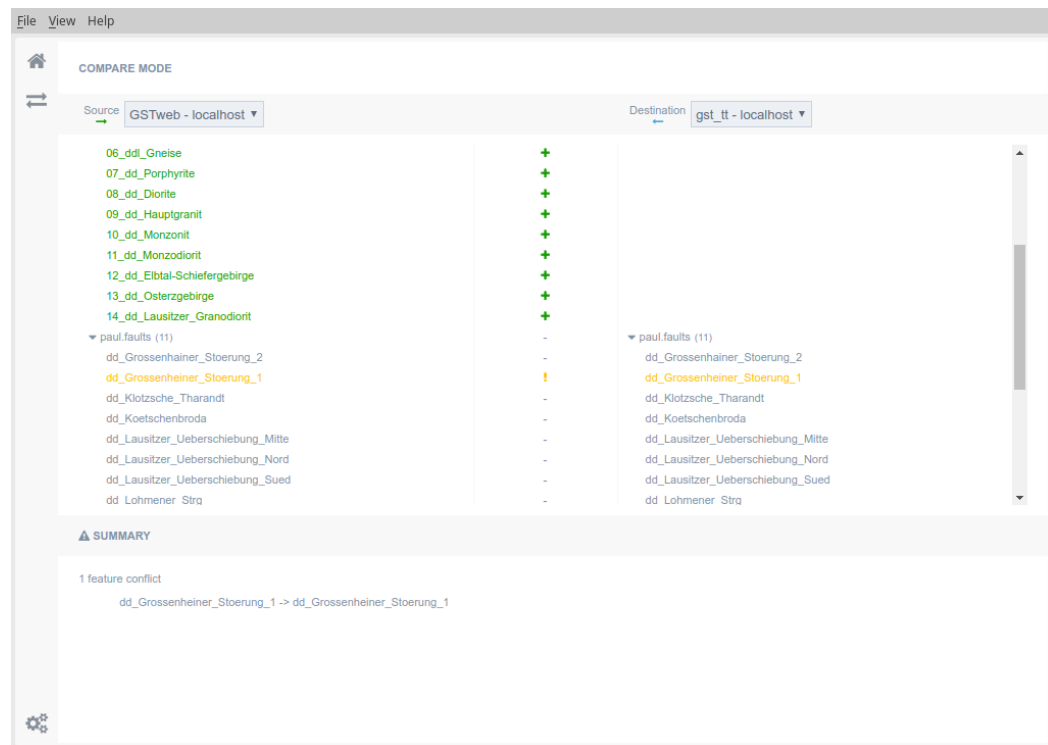 File View Help
COMPARE MODE
Source GSTweb - localhost Destination gst_tt - localhost
06_ddl_Gneise +
07_dd_Porphyrite +
08_dd_Diorite +
09_dd_Hauptgranit +
10_dd_Monzonit +
11_dd_Monzodiorit +
12_dd_Elbtal-Schiefergebirge +
13_dd_Osterzgebirge +
14_dd_Lausitzer_Granodiorit +
paul.faults (11) - paul.faults (11)
dd_Grossenhainer_Stoerung_2 - dd_Grossenhainer_Stoerung_2
dd_Grossenheiner_Stoerung_1 ! dd_Grossenheiner_Stoerung_1
dd_Klotzsche_Tharandt - dd_Klotzsche_Tharandt
dd_Koetschenbroda - dd_Koetschenbroda
dd_Lausitzer_Ueberschiebung_Mitte - dd_Lausitzer_Ueberschiebung_Mitte
dd_Lausitzer_Ueberschiebung_Nord - dd_Lausitzer_Ueberschiebung_Nord
dd_Lausitzer_Ueberschiebung_Sued - dd_Lausitzer_Ueberschiebung_Sued
dd_Lohmener_Strg - dd_Lohmener_Strg
SUMMARY
1 feature conflict
dd_Grossenheiner_Stoerung_1 -> dd_Grossenheiner_Stoerung_1